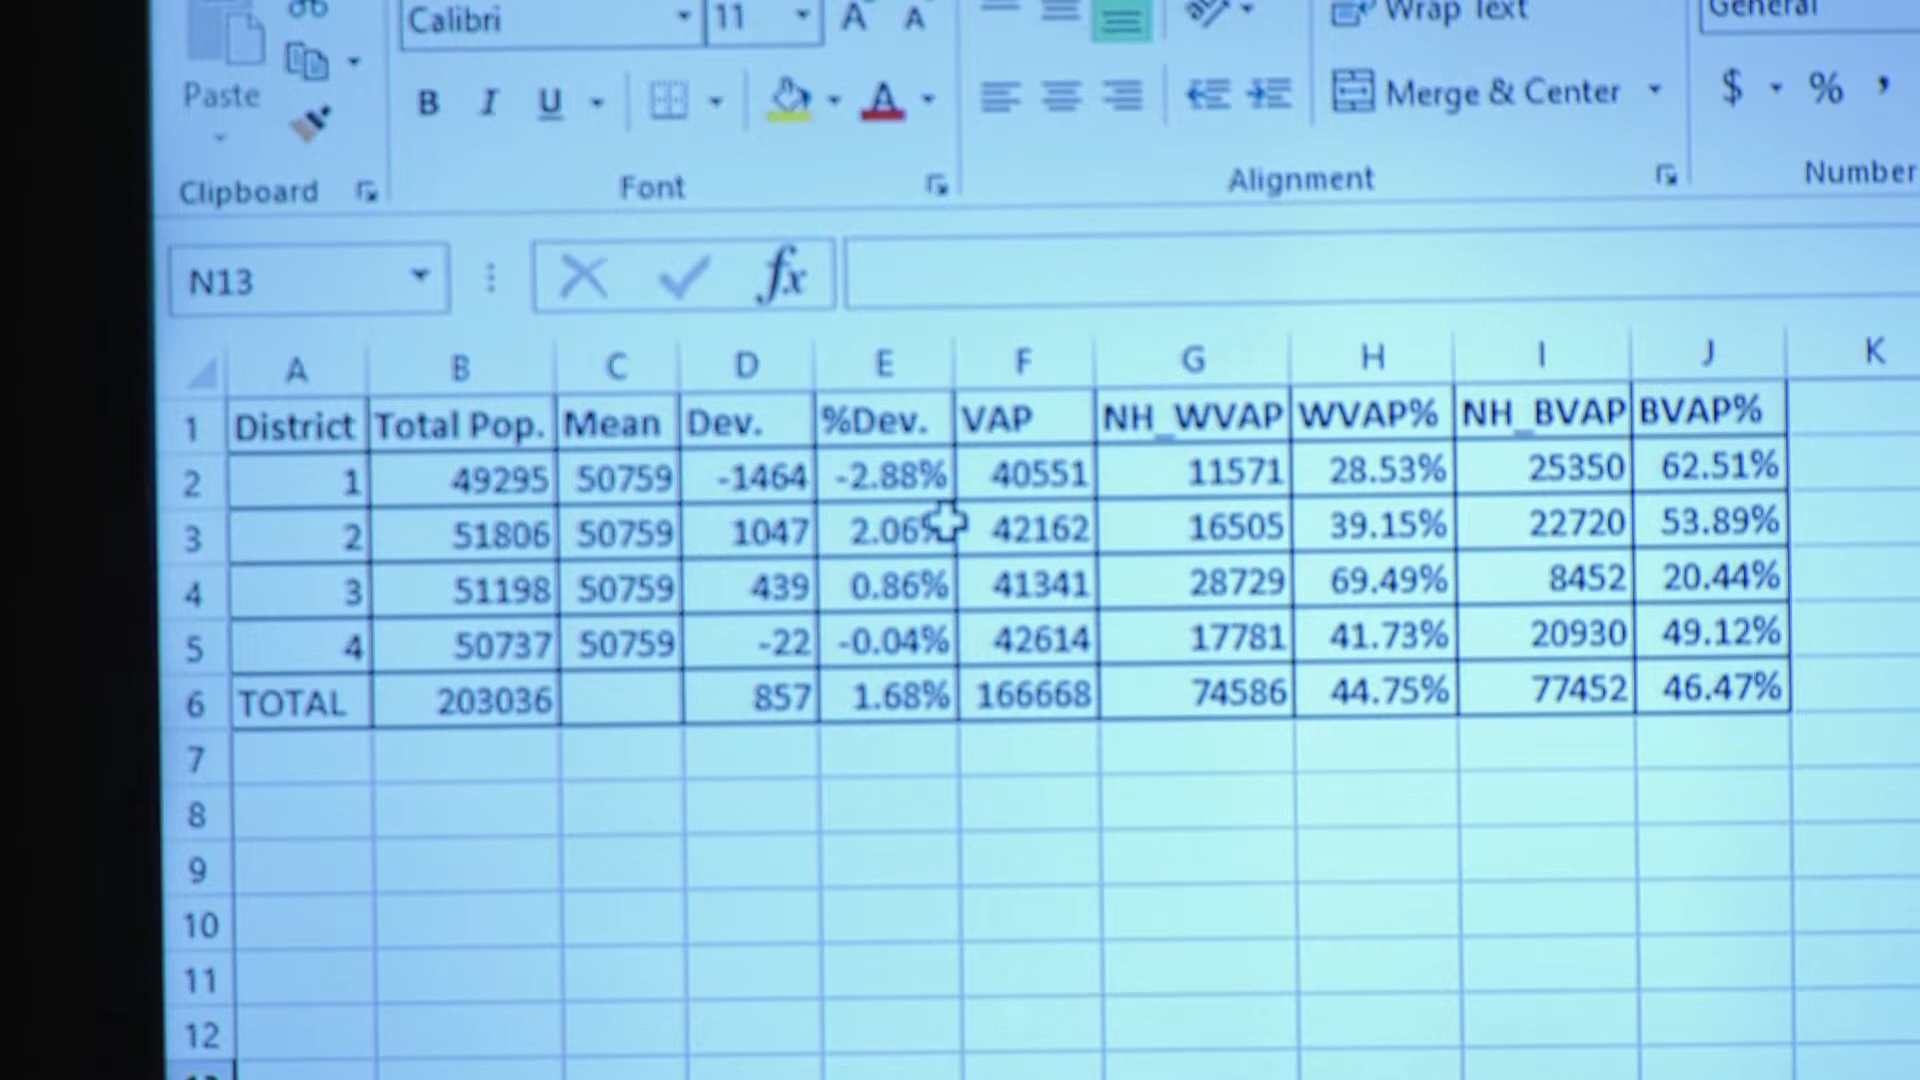 Calibri 11 A A Wrap Text General
Paste B I U A Merge & Center $ % ,
Clipboard Font Alignment Number
N13 fx
A B C D E F G H I J K
1 District Total Pop. Mean Dev. %Dev. VAP NH_WVAP WVAP% NH_BVAP BVAP%
2 1 49295 50759 -1464 -2.88% 40551 11571 28.53% 25350 62.51%
3 2 51806 50759 1047 2.06% 42162 16505 39.15% 22720 53.89%
4 3 51198 50759 439 0.86% 41341 28729 69.49% 8452 20.44%
5 4 50737 50759 -22 -0.04% 42614 17781 41.73% 20930 49.12%
6 TOTAL 203036 857 1.68% 166668 74586 44.75% 77452 46.47%
7
8
9
10
11
12